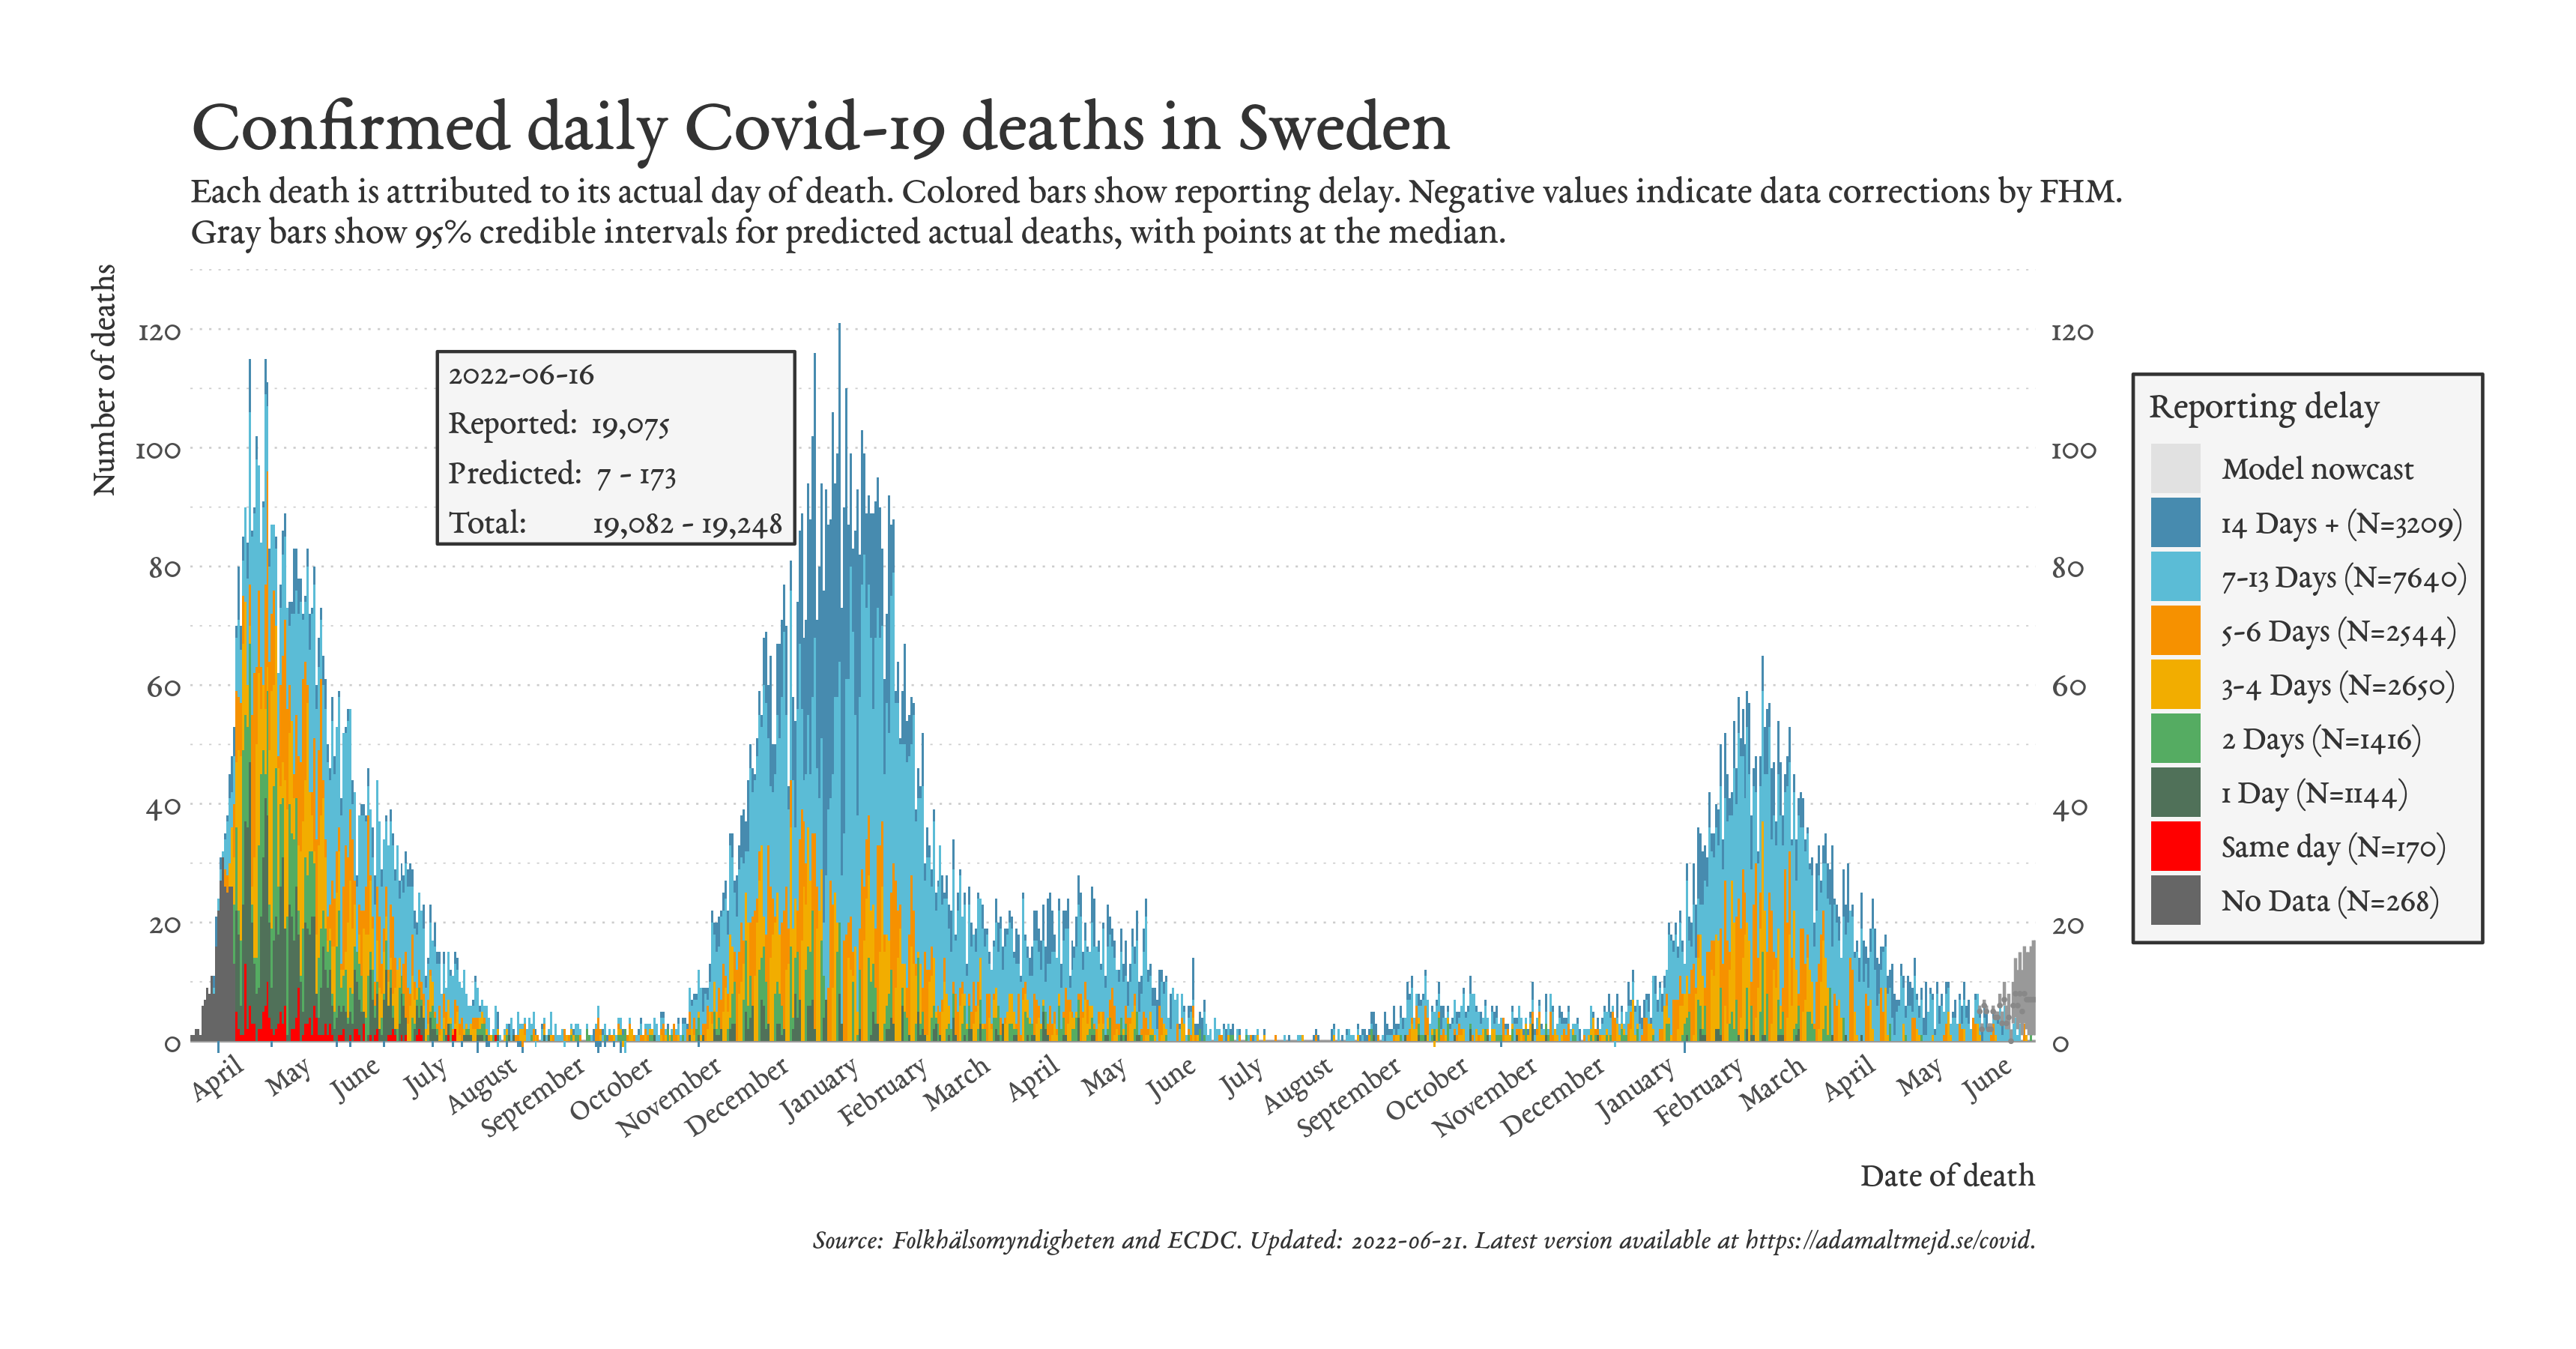 Confirmed daily Covid-19 deaths in Sweden
Each death is attributed to its actual day of death. Colored bars show reporting delay. Negative values indicate data corrections by FHM.
Gray bars show 95% credible intervals for predicted actual deaths, with points at the median.
Number of deaths
120
100
80
60
40
20
0
2022-06-16
Reported: 19,075
Predicted: 7 - 173
Total: 19,082 - 19,248
120
100
80
60
40
20
0
Reporting delay
Model nowcast
14 Days + (N=3209)
7-13 Days (N=7640)
5-6 Days (N=2544)
3-4 Days (N=2650)
2 Days (N=1416)
1 Day (N=1144)
Same day (N=170)
No Data (N=268)
April
May
June
July
August
September
October
November
December
January
February
March
April
May
June
July
August
September
October
November
December
January
February
March
April
May
June
Date of death
Source: Folkhälsomyndigheten and ECDC. Updated: 2022-06-21. Latest version available at https://adamaltmejd.se/covid.